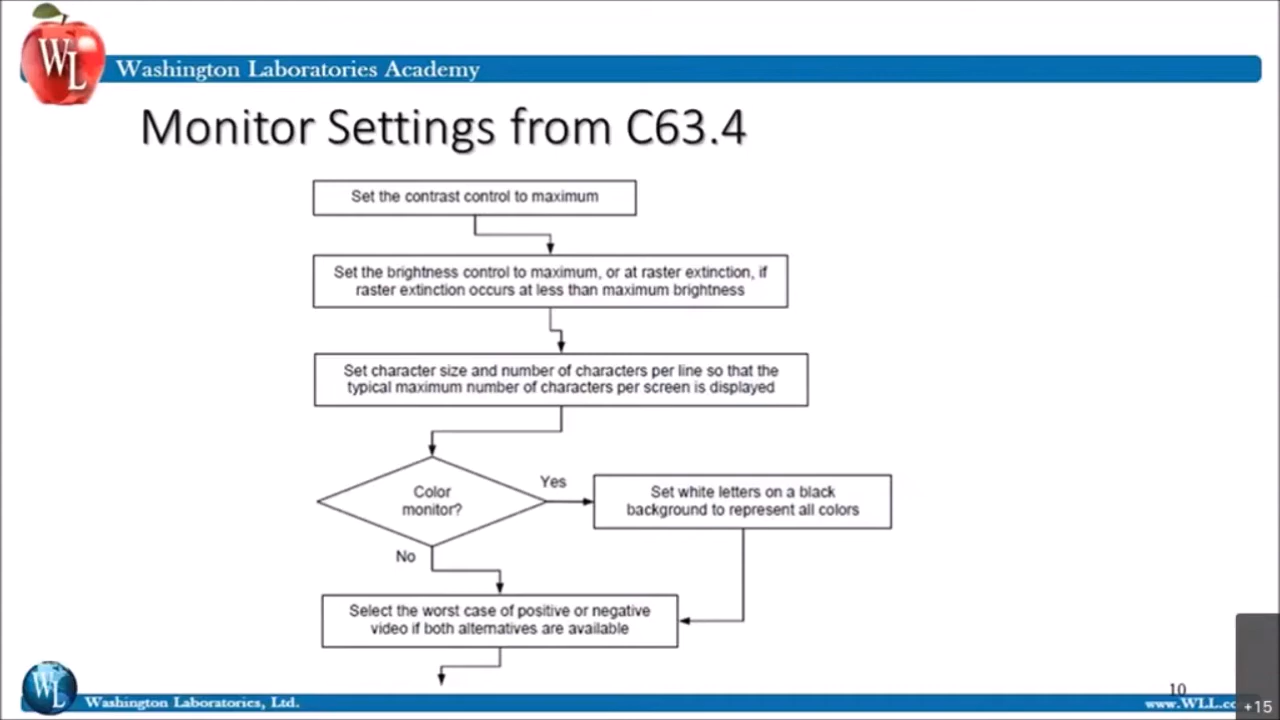 WL
Washington Laboratories Academy
Monitor Settings from C63.4
Set the contrast control to maximum
Set the brightness control to maximum, or at raster extinction, if
raster extinction occurs at less than maximum brightness
Set character size and number of characters per line so that the
typical maximum number of characters per screen is displayed
Color
monitor?
Yes
Set white letters on a black
background to represent all colors
No
Select the worst case of positive or negative
video if both alternatives are available
WL
Washington Laboratories, Ltd.
10
www.WLL.co
+15